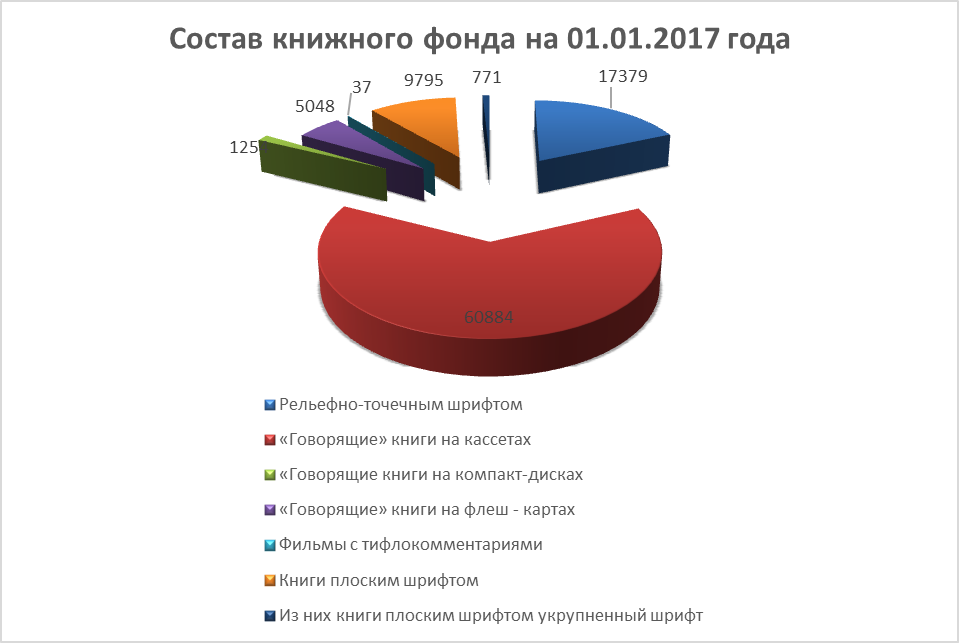 Состав книжного фонда на 01.01.2017 года
17379
771
9795
37
5048
125
60884
Рельефно-точечным шрифтом
«Говорящие» книги на кассетах
«Говорящие книги на компакт-дисках
«Говорящие» книги на флеш - картах
Фильмы с тифлокомментариями
Книги плоским шрифтом
Из них книги плоским шрифтом укрупненный шрифт